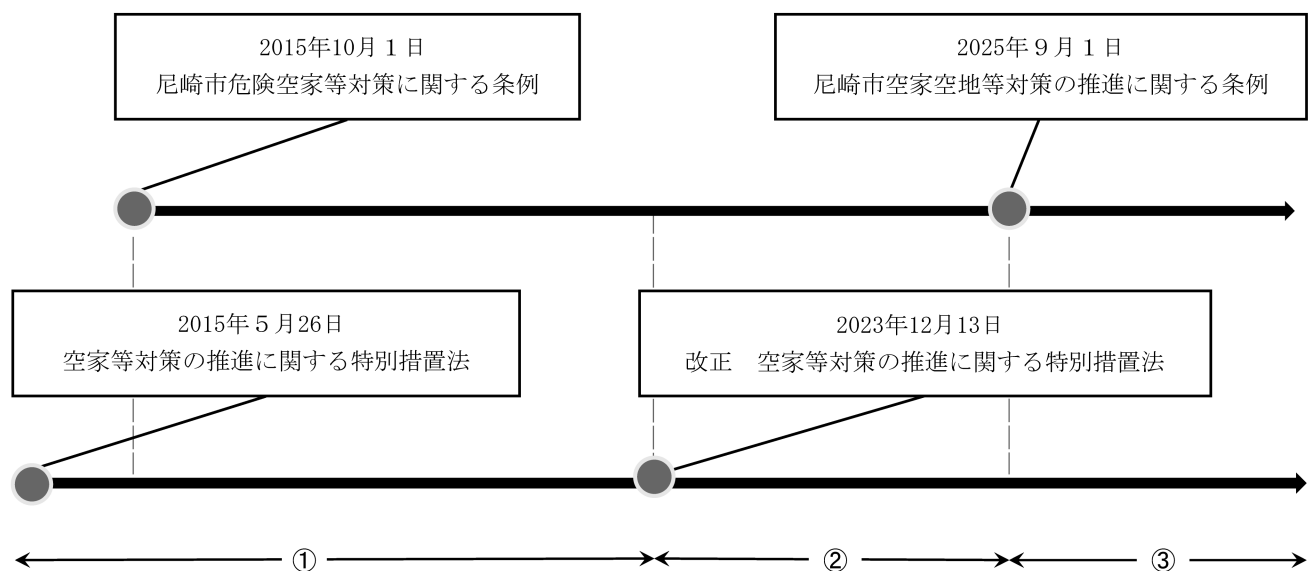 2015年10月１日
尼崎市危険空家等対策に関する条例
2025年９月１日
尼崎市空家空地等対策の推進に関する条例
2015年５月26日
空家等対策の推進に関する特別措置法
2023年12月13日
改正　空家等対策の推進に関する特別措置法
①
②
③